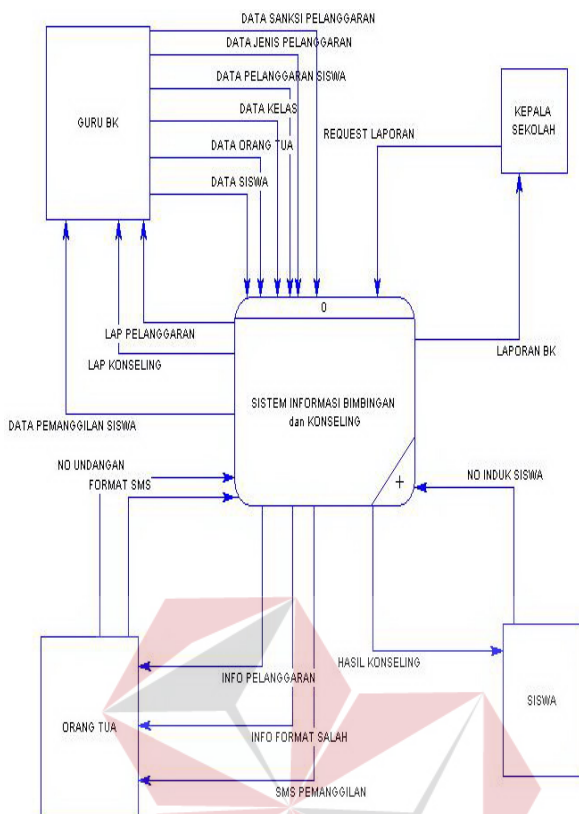 DATA SANKSI PELANGGARAN
DATA JENIS PELANGGARAN
DATA PELANGGARAN SISWA
GURU BK
DATA KELAS
DATA ORANG TUA
DATA SISWA
REQUEST LAPORAN
KEPALA
SEKOLAH
0
LAP PELANGGARAN
LAP KONSELING
LAPORAN BK
SISTEM INFORMASI BIMBINGAN
dan KONSELING
DATA PEMANGGILAN SISWA
NO UNDANGAN
FORMAT SMS
+
NO INDUK SISWA
HASIL KONSELING
INFO PELANGGARAN
SISWA
ORANG TUA
INFO FORMAT SALAH
SMS PEMANGGILAN